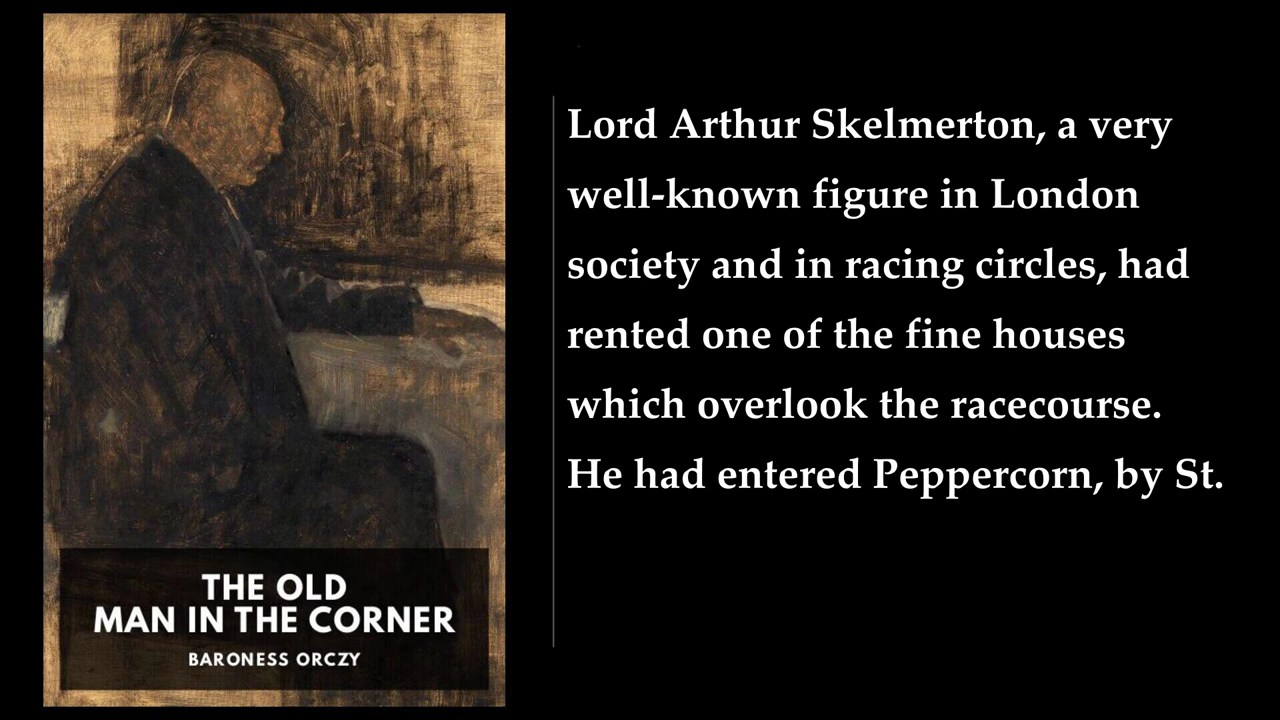 THE OLD
MAN IN THE CORNER
BARONESS ORCZY
Lord Arthur Skelmerton, a very
well-known figure in London
society and in racing circles, had
rented one of the fine houses
which overlook the racecourse.
He had entered Peppercorn, by St.